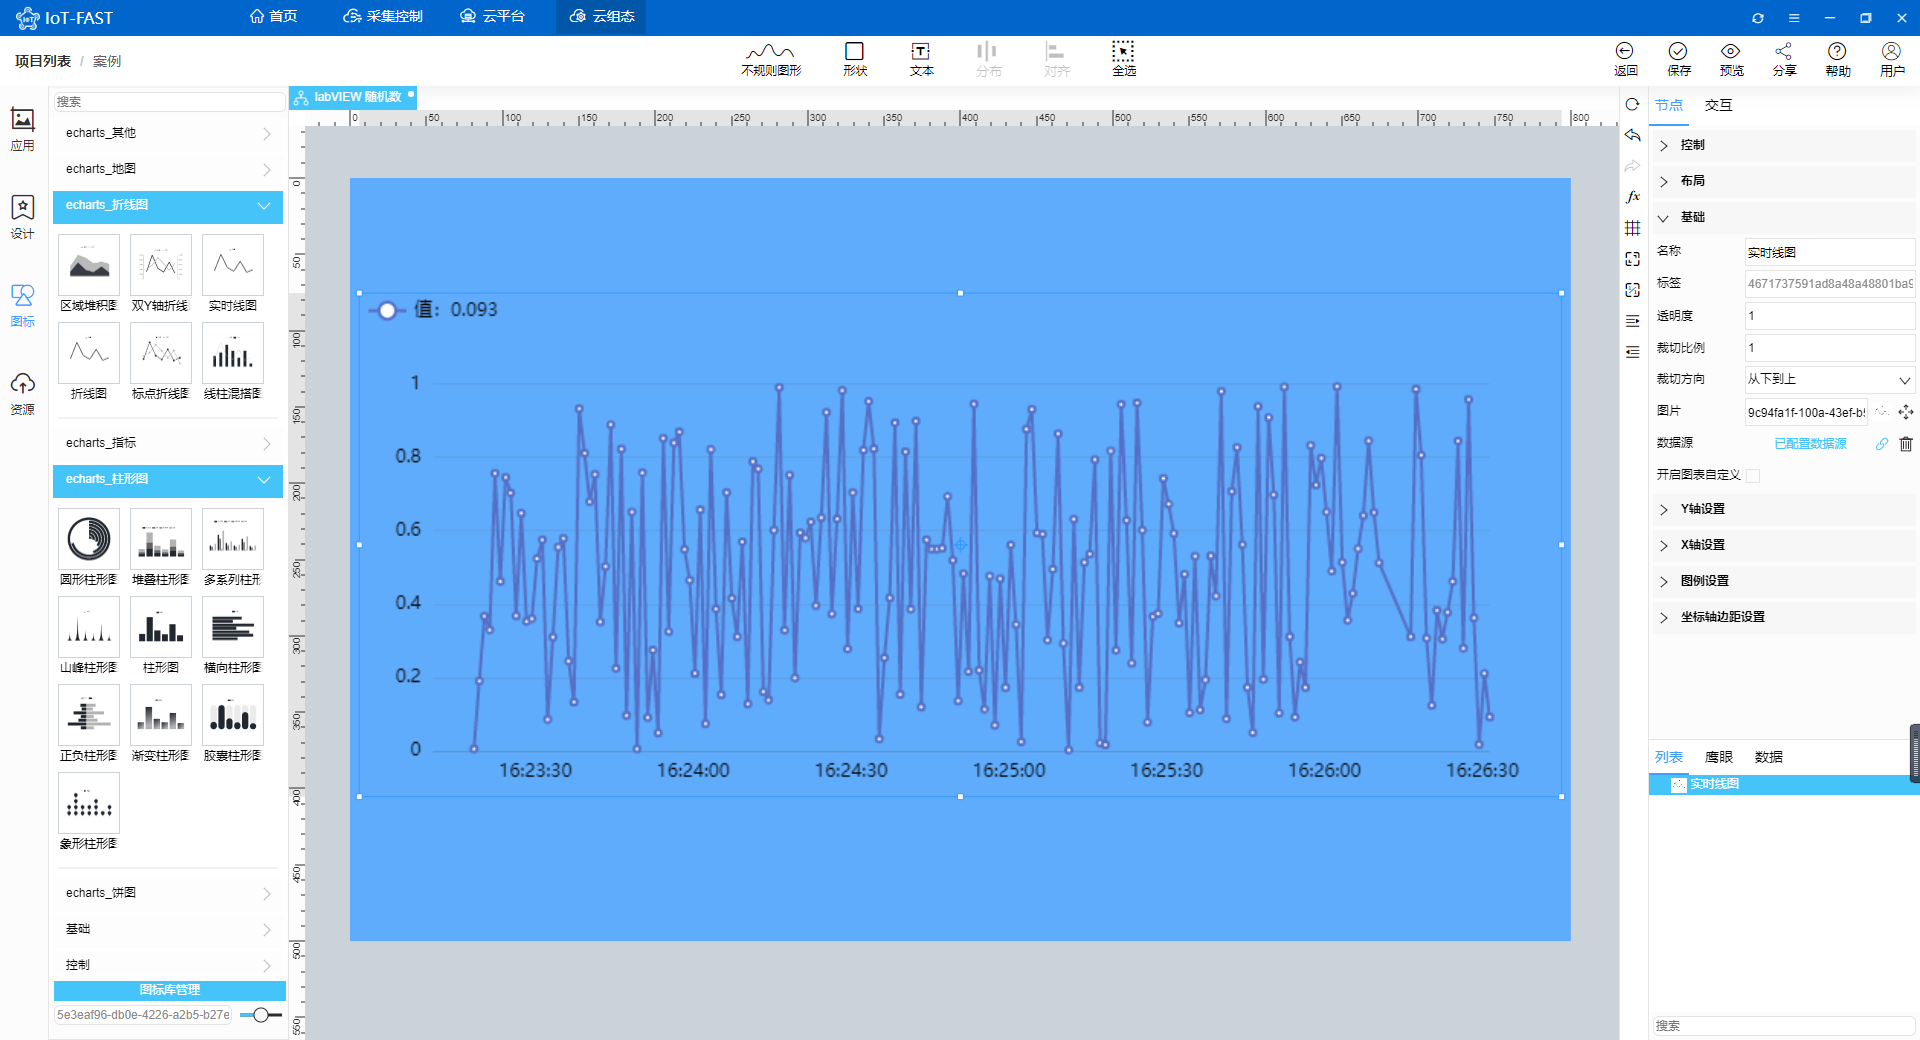 IoT-FAST
首页
采集控制
云平台
云组态
项目列表 / 案例
不规则图形
形状
文本
分布
对齐
全选
返回
保存
预览
分享
帮助
用户
应用
设计
图标
资源
搜索
echarts_其他
echarts_地图
echarts_折线图
区域堆积图
双Y轴折线
实时线图
折线图
标点折线图
线柱混搭图
echarts_指标
echarts_柱形图
圆形柱形图
堆叠柱形图
多系列柱形
山峰柱形图
柱形图
横向柱形图
正负柱形图
渐变柱形图
胶囊柱形图
象形柱形图
echarts_饼图
基础
控制
图标库管理
5e3eaf96-db0e-4226-a2b5-b27e
labVIEW 随机数
0 50 100 150 200 250 300 350 400 450 500 550 600 650 700 750 800
0
50
100
150
200
250
300
350
400
450
500
550
值：0.093
1
0.8
0.6
0.4
0.2
0
16:23:30 16:24:00 16:24:30 16:25:00 16:25:30 16:26:00 16:26:30
fx
节点 交互
控制
布局
基础
名称 实时线图
标签 4671737591ad8a48a48801ba9
透明度 1
裁切比例 1
裁切方向 从下到上
图片 9c94fa1f-100a-43ef-b
数据源 已配置数据源
开启图表自定义
Y轴设置
X轴设置
图例设置
坐标轴边距设置
列表 鹰眼 数据
实时线图
搜索